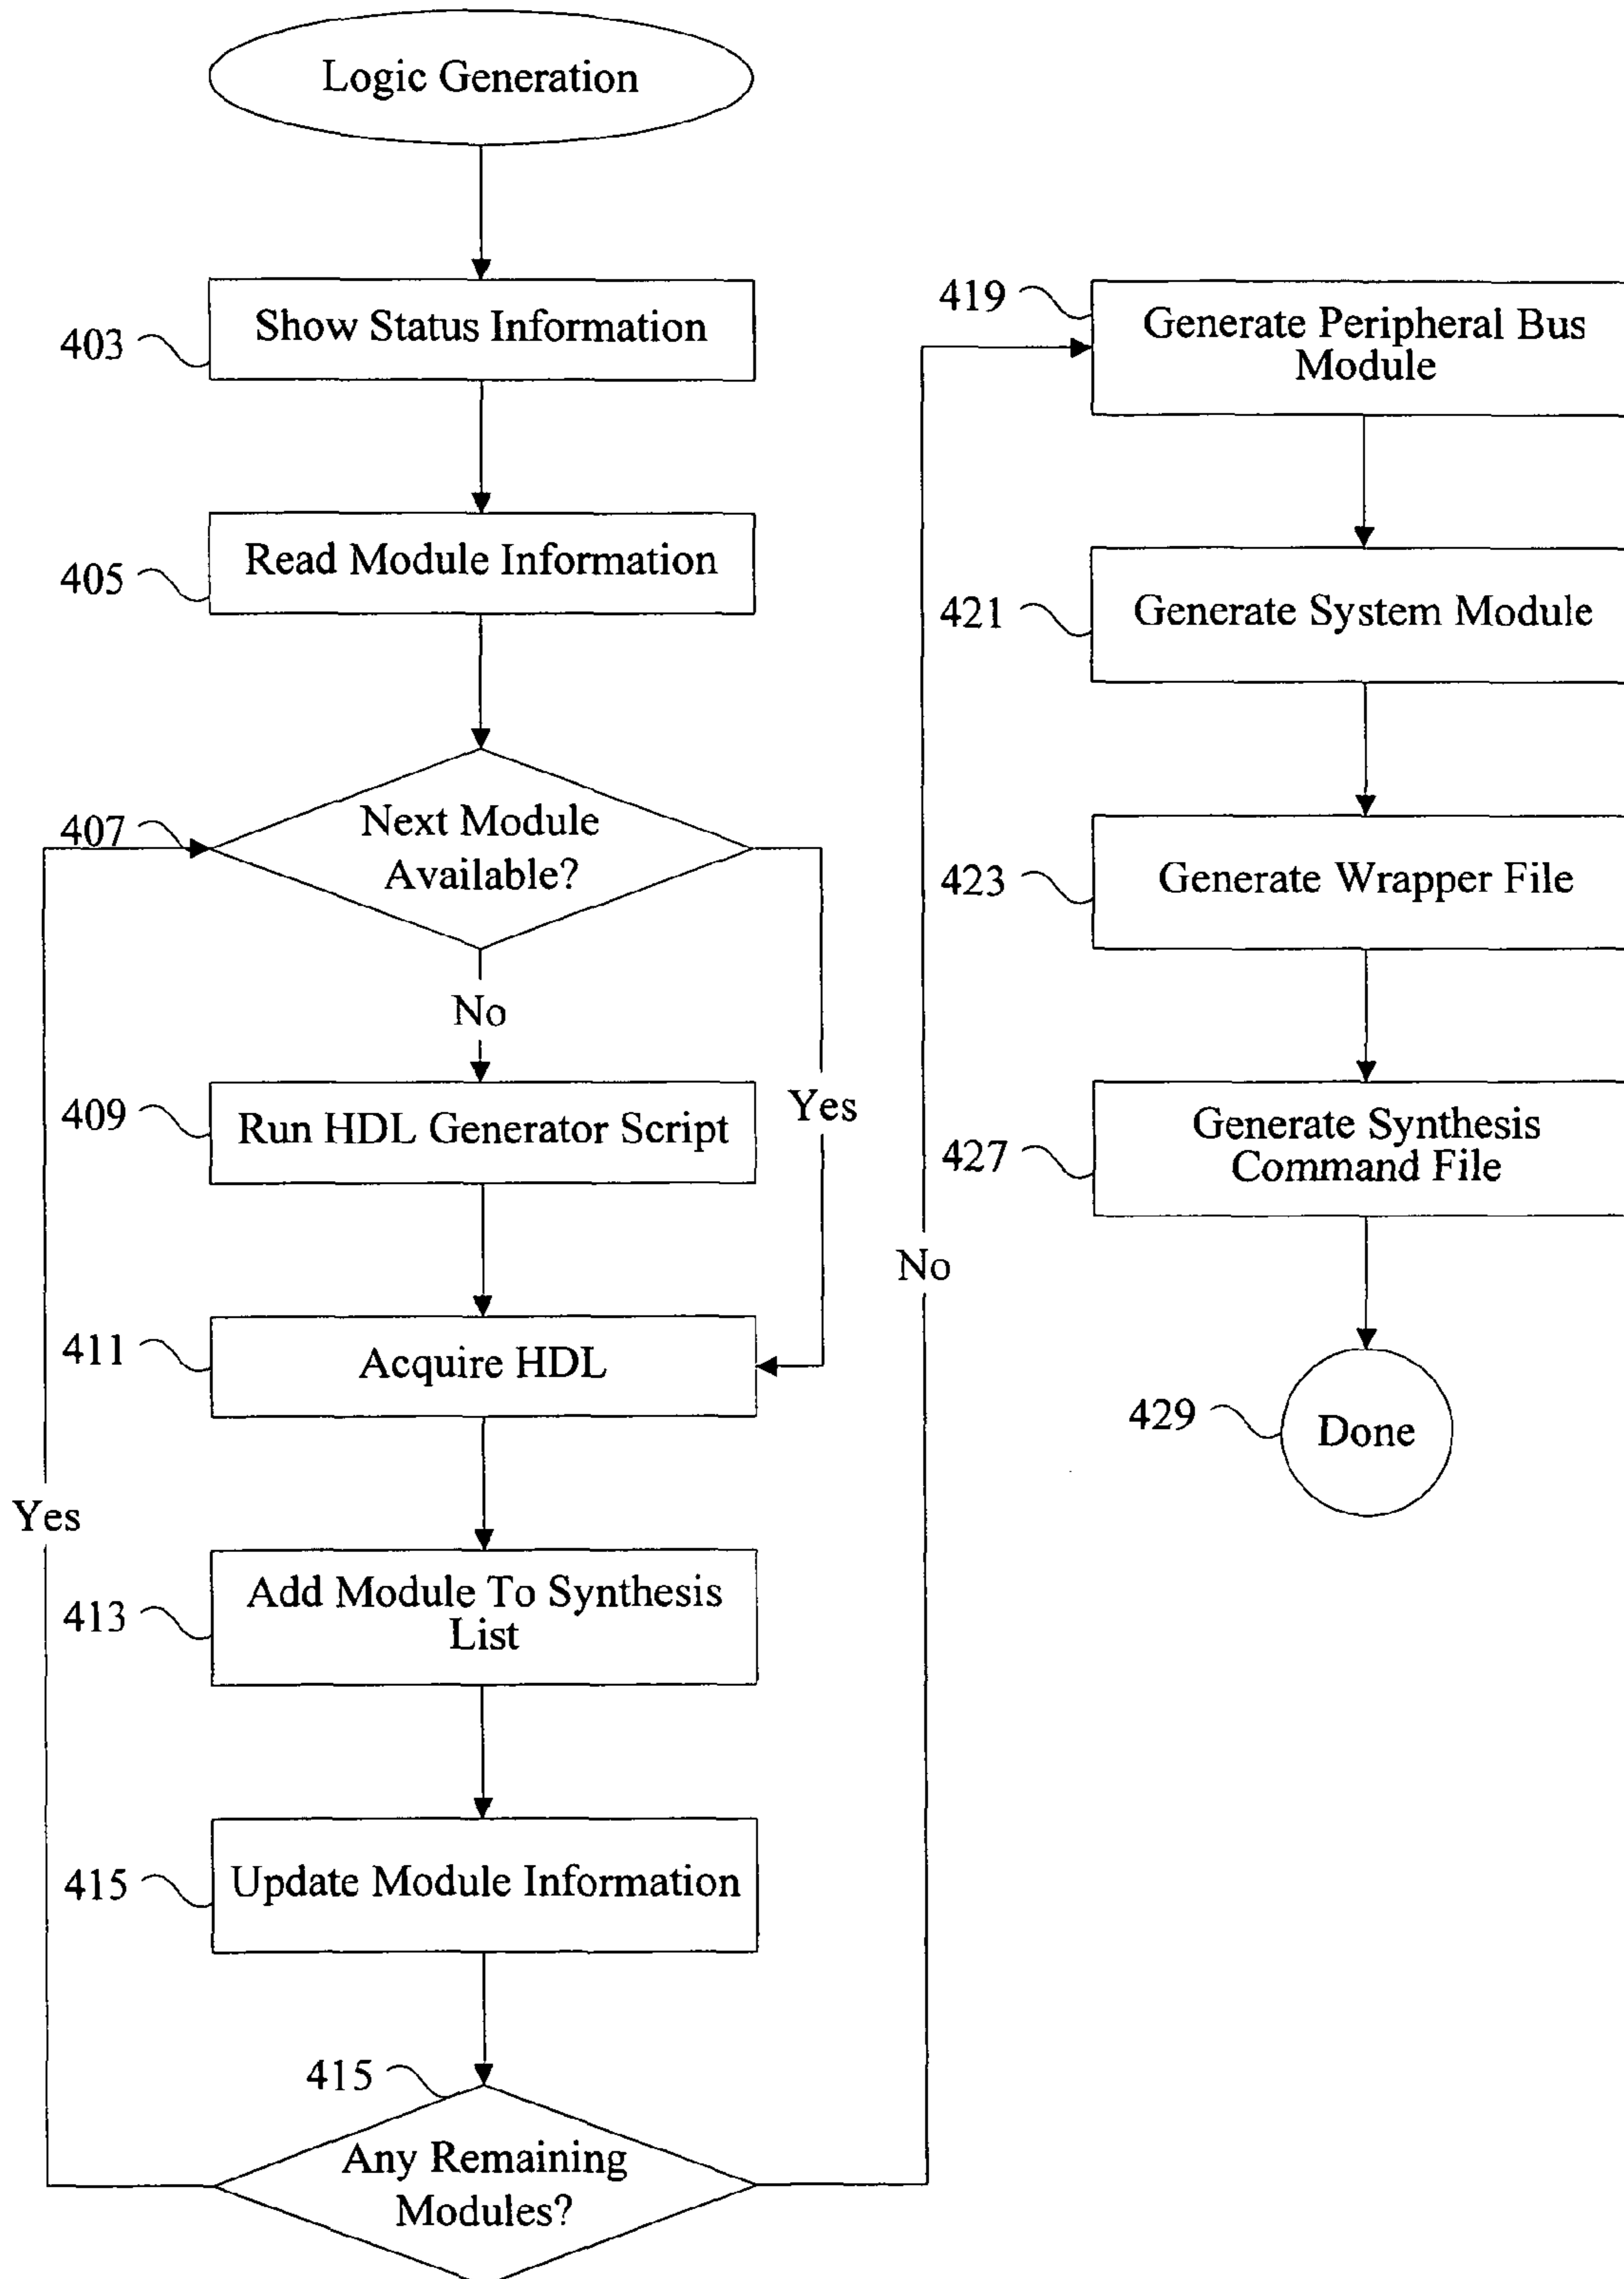 Logic Generation
403
Show Status Information
405
Read Module Information
407
Next Module
Available?
No
Yes
409
Run HDL Generator Script
411
Acquire HDL
413
Add Module To Synthesis
List
415
Update Module Information
415
Any Remaining
Modules?
Yes
No
419
Generate Peripheral Bus
Module
421
Generate System Module
423
Generate Wrapper File
427
Generate Synthesis
Command File
429
Done